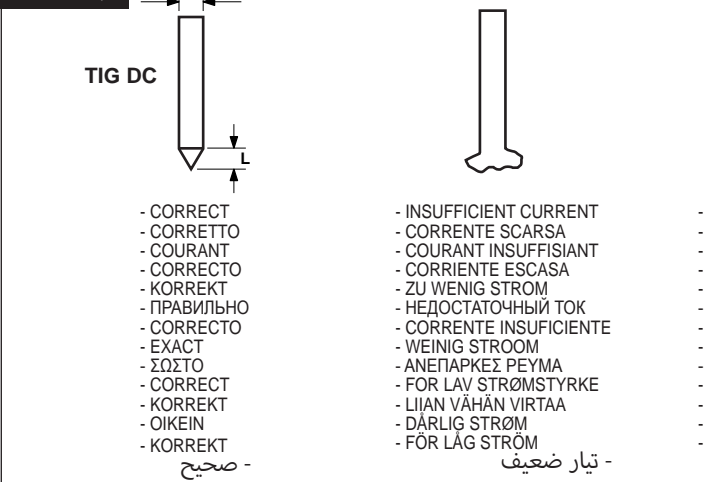 TIG DC
L
- CORRECT
- CORRETTO
- COURANT
- CORRECTO
- KORREKT
- ПРАВИЛЬНО
- CORRECTO
- EXACT
- ΣΩΣΤΟ
- CORRECT
- KORREKT
- OIKEIN
- KORREKT
- صحيح
- INSUFFICIENT CURRENT
- CORRENTE SCARSA
- COURANT INSUFFISIANT
- CORRIENTE ESCASA
- ZU WENIG STROM
- НЕДОСТАТОЧНЫЙ ТОК
- CORRENTE INSUFICIENTE
- WEINIG STROOM
- ΑΝΕΠΑΡΚΕΣ ΡΕΥΜΑ
- FOR LAV STRØMSTYRKE
- LIIAN VÄHÄN VIRTAA
- DÅRLIG STRØM
- FÖR LÅG STRÖM
- تيار ضعيف